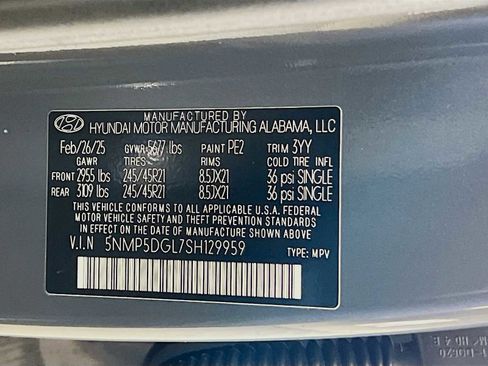 MANUFACTURED BY
HYUNDAI MOTOR MANUFACTURING ALABAMA, LLC
Feb/26/25 GVWR 5677 lbs PAINT PE2 TRIM 3YY
GAWR TIRES RIMS COLD TIRE INFL
FRONT 2955 lbs 245/45R21 8.5JX21 36 psi SINGLE
REAR 3109 lbs 245/45R21 8.5JX21 36 psi SINGLE
THIS VEHICLE CONFORMS TO ALL APPLICABLE U.S.A. FEDERAL
MOTOR VEHICLE SAFETY AND THEFT PREVENTION STANDARDS IN
EFFECT ON THE DATE OF MANUFACTURE SHOWN ABOVE.
V.I.N 5NMP5DGL7SH129959
TYPE: MPV